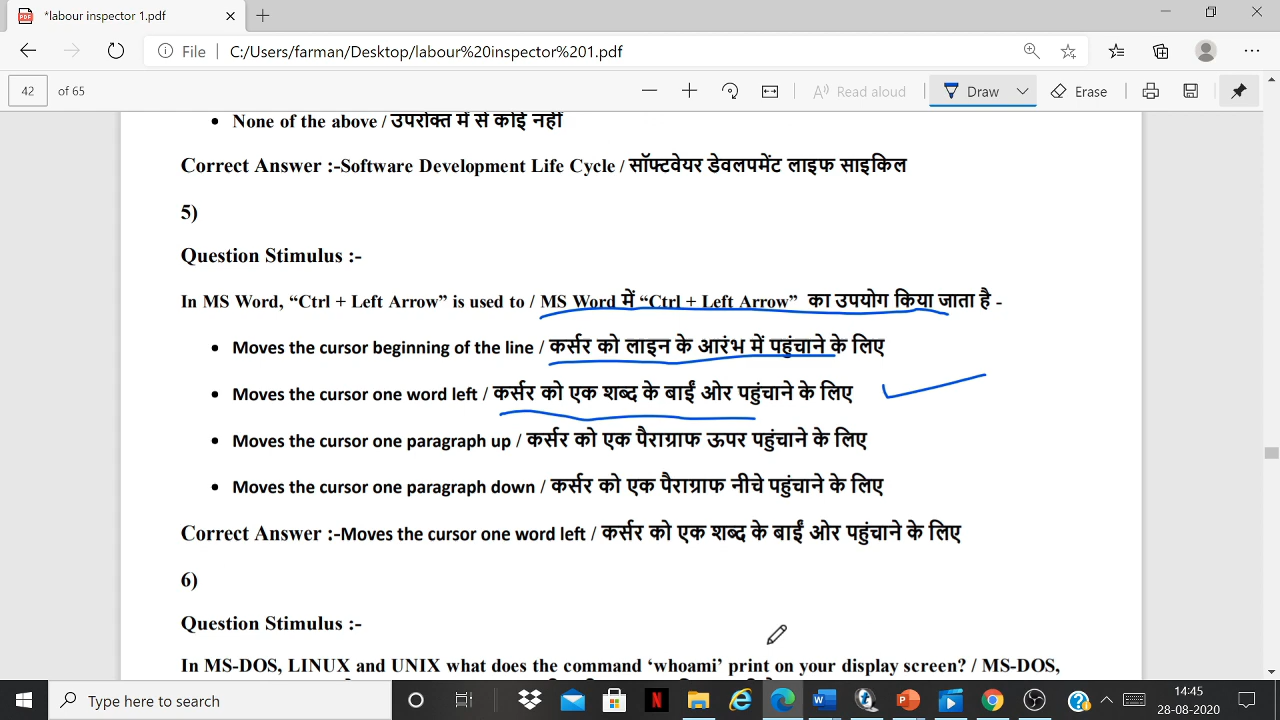 *labour inspector 1.pdf
File C:/Users/farman/Desktop/labour%20inspector%201.pdf
42 of 65 Read aloud Draw Erase
• None of the above / उपरोक्त में से कोई नहीं
Correct Answer :-Software Development Life Cycle / सॉफ्टवेयर डेवलपमेंट लाइफ साइकिल
5)
Question Stimulus :-
In MS Word, “Ctrl + Left Arrow” is used to / MS Word में “Ctrl + Left Arrow” का उपयोग किया जाता है -
• Moves the cursor beginning of the line / कर्सर को लाइन के आरंभ में पहुंचाने के लिए
• Moves the cursor one word left / कर्सर को एक शब्द के बाईं ओर पहुंचाने के लिए
• Moves the cursor one paragraph up / कर्सर को एक पैराग्राफ ऊपर पहुंचाने के लिए
• Moves the cursor one paragraph down / कर्सर को एक पैराग्राफ नीचे पहुंचाने के लिए
Correct Answer :-Moves the cursor one word left / कर्सर को एक शब्द के बाईं ओर पहुंचाने के लिए
6)
Question Stimulus :-
In MS-DOS, LINUX and UNIX what does the command ‘whoami’ print on your display screen? / MS-DOS,
Type here to search
14:45
28-08-2020